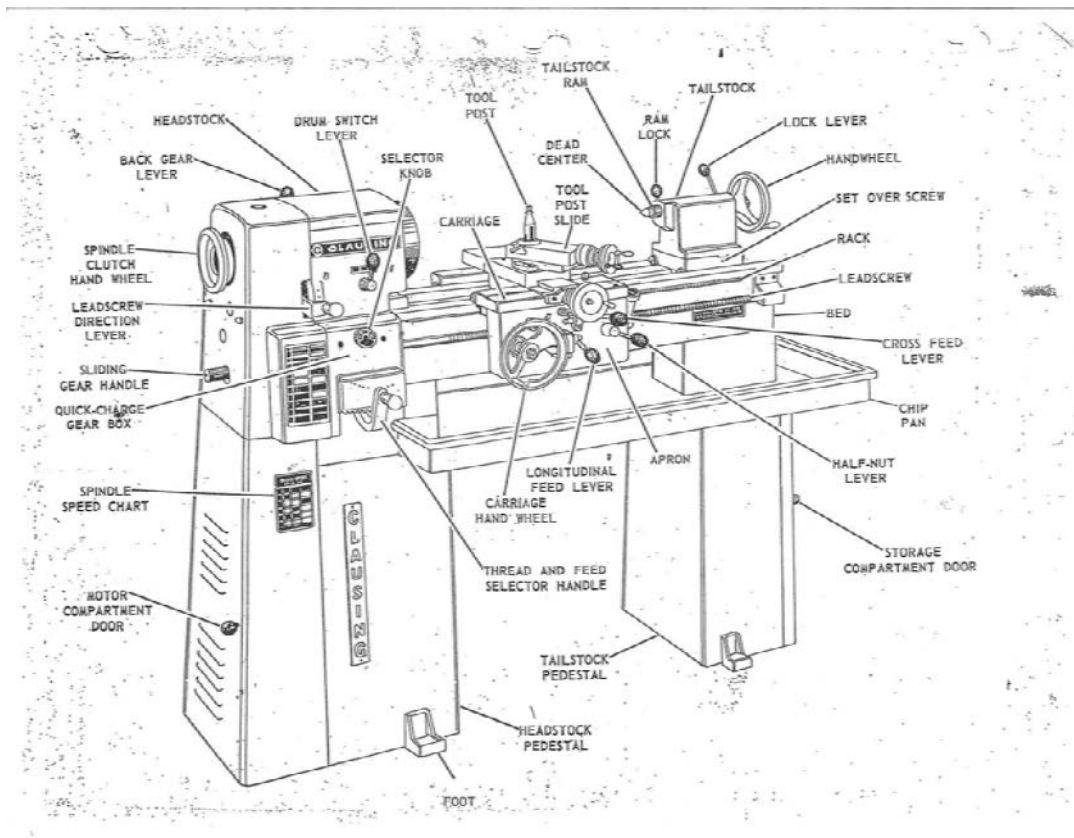 TAILSTOCK
RAM
TAILSTOCK
TOOL
POST
DRUM SWITCH
LEVER
HEADSTOCK
RAM
LOCK
LOCK LEVER
BACK GEAR
LEVER
SELECTOR
KNOB
DEAD
CENTER
HANDWHEEL
TOOL
POST
SLIDE
SET OVER SCREW
CARRIAGE
CLAUSING
RACK
SPINDLE
CLUTCH
HAND WHEEL
LEADSCREW
LEADSCREW
DIRECTION
LEVER
BED
CROSS FEED
LEVER
SLIDING
GEAR HANDLE
QUICK-CHARGE
GEAR BOX
CHIP
PAN
LONGITUDINAL
FEED LEVER
APRON
HALF-NUT
LEVER
SPINDLE
SPEED CHART
CARRIAGE
HAND WHEEL
CLAUSING
STORAGE
COMPARTMENT DOOR
THREAD AND FEED
SELECTOR HANDLE
MOTOR
COMPARTMENT
DOOR
TAILSTOCK
PEDESTAL
HEADSTOCK
PEDESTAL
FOOT